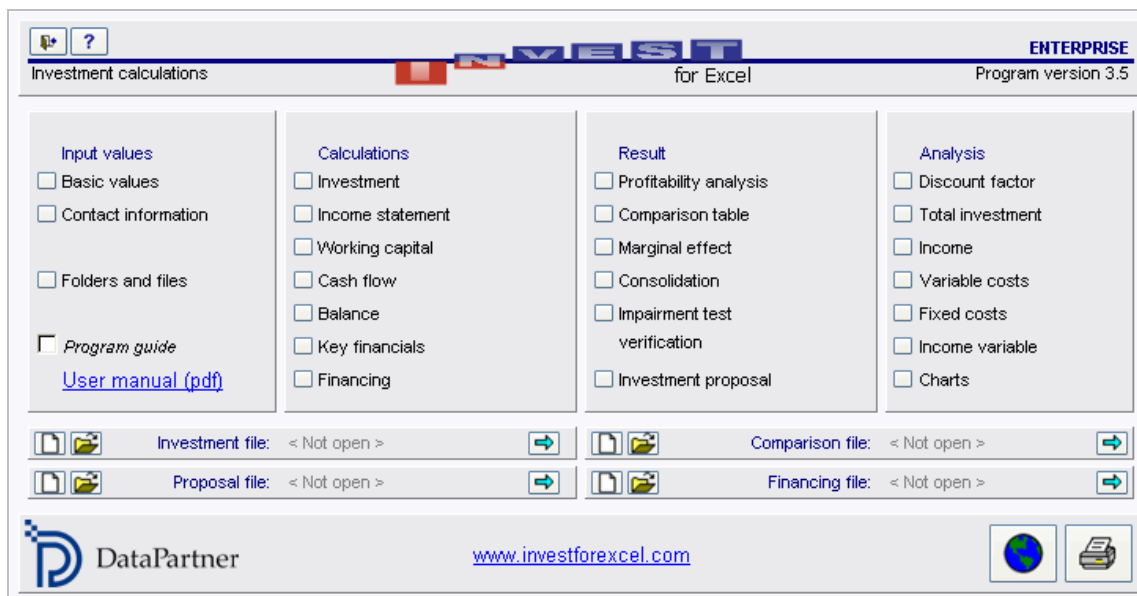 ?
INVEST
ENTERPRISE
Investment calculations
for Excel
Program version 3.5
Input values
Basic values
Contact information
Folders and files
Program guide
User manual (pdf)
Calculations
Investment
Income statement
Working capital
Cash flow
Balance
Key financials
Financing
Result
Profitability analysis
Comparison table
Marginal effect
Consolidation
Impairment test
verification
Investment proposal
Analysis
Discount factor
Total investment
Income
Variable costs
Fixed costs
Income variable
Charts
Investment file: < Not open >
Comparison file: < Not open >
Proposal file: < Not open >
Financing file: < Not open >
DataPartner
www.investforexcel.com